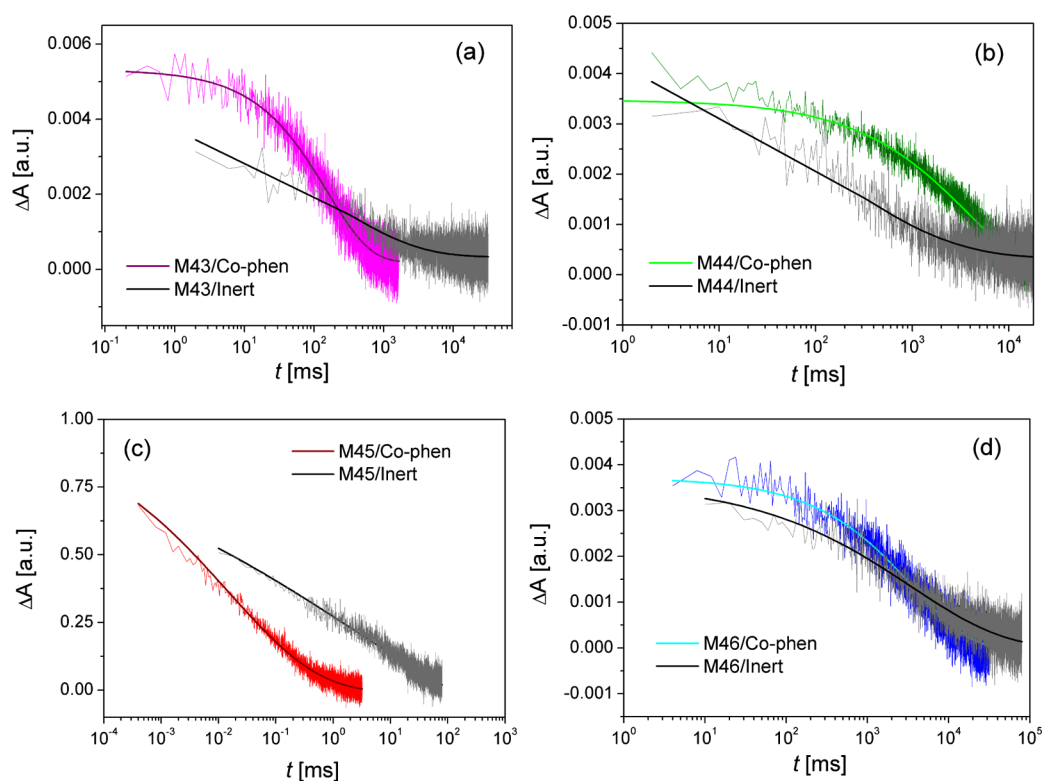 (a)
0.006
0.004
0.002
0.000
ΔA [a.u.]
M43/Co-phen
M43/Inert
10⁻¹ 10⁰ 10¹ 10² 10³ 10⁴
t [ms]
(b)
0.005
0.004
0.003
0.002
0.001
0.000
-0.001
ΔA [a.u.]
M44/Co-phen
M44/Inert
10⁰ 10¹ 10² 10³ 10⁴
t [ms]
(c)
1.00
0.75
0.50
0.25
0.00
ΔA [a.u.]
M45/Co-phen
M45/Inert
10⁻⁴ 10⁻³ 10⁻² 10⁻¹ 10⁰ 10¹ 10² 10³
t [ms]
(d)
0.005
0.004
0.003
0.002
0.001
0.000
-0.001
ΔA [a.u.]
M46/Co-phen
M46/Inert
10⁰ 10¹ 10² 10³ 10⁴ 10⁵
t [ms]